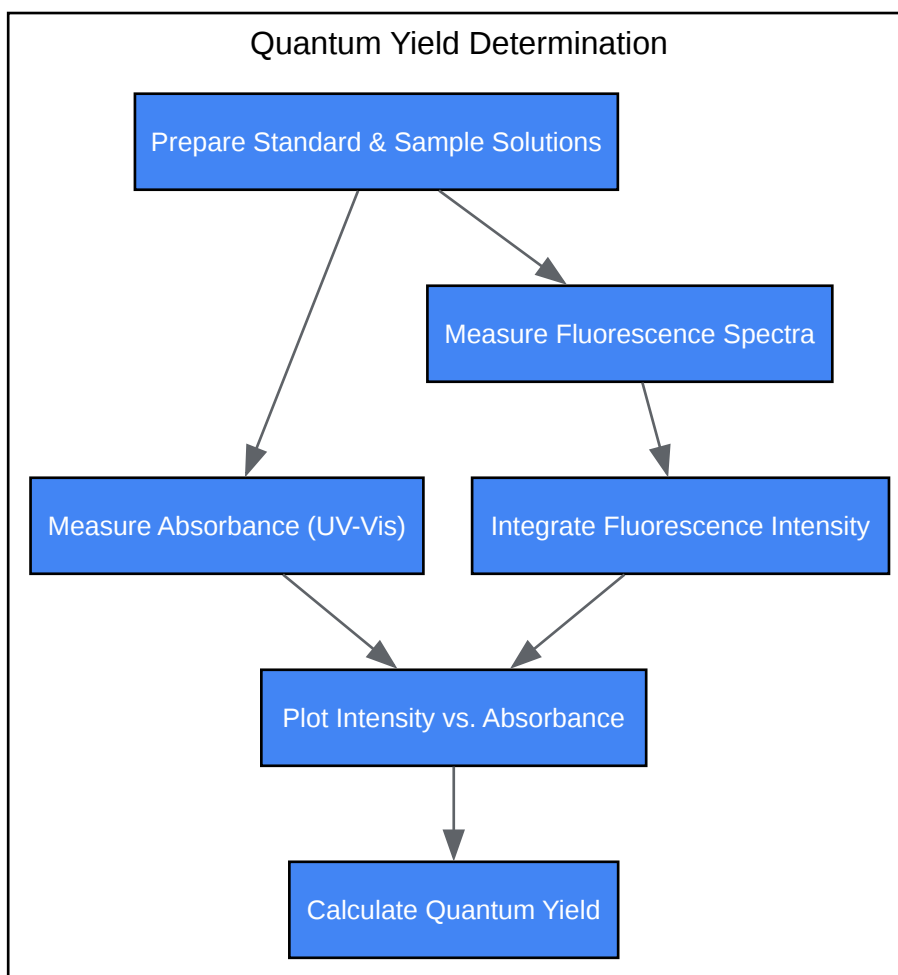 Quantum Yield Determination
Prepare Standard & Sample Solutions
Measure Fluorescence Spectra
Measure Absorbance (UV-Vis)
Integrate Fluorescence Intensity
Plot Intensity vs. Absorbance
Calculate Quantum Yield